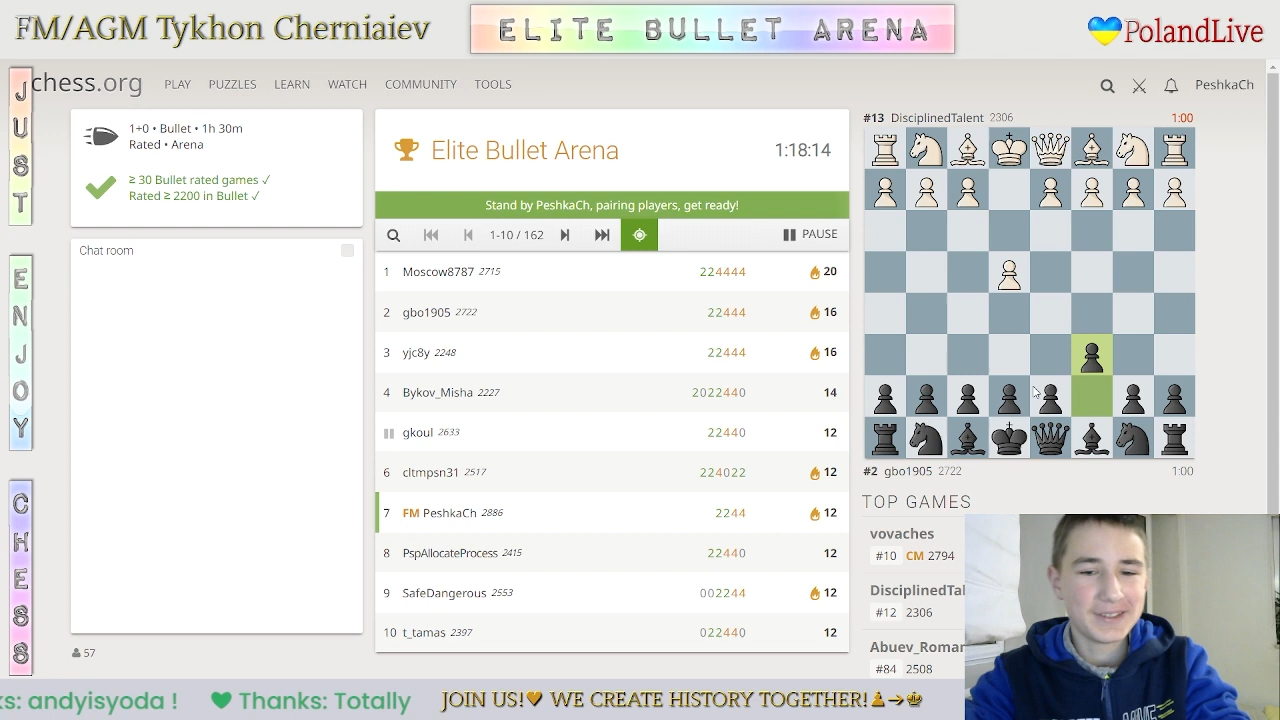 FM/AGM Tykhon Cherniaiev
ELITE BULLET ARENA
PolandLive
JUST
ENJOY
CHESS
chess.org
PLAY PUZZLES LEARN WATCH COMMUNITY TOOLS
PeshkaCh
1+0 • Bullet • 1h 30m
Rated • Arena
≥ 30 Bullet rated games ✓
Rated ≥ 2200 in Bullet ✓
Chat room
57
Elite Bullet Arena 1:18:14
Stand by PeshkaCh, pairing players, get ready!
1-10 / 162 PAUSE
1 Moscow8787 2715 224444 20
2 gbo1905 2722 22444 16
3 yjc8y 2248 22444 16
4 Bykov_Misha 2227 2022440 14
gkoul 2633 22440 12
6 cltmpsn31 2517 224022 12
7 FM PeshkaCh 2886 2244 12
8 PspAllocateProcess 2415 22440 12
9 SafeDangerous 2553 002244 12
10 t_tamas 2397 022440 12
#13 DisciplinedTalent 2306 1:00
#2 gbo1905 2722 1:00
TOP GAMES
vovaches
#10 CM 2794
DisciplinedTal
#12 2306
Abuev_Roman
#84 2508
ks: andyisyoda ! Thanks: Totally
JOIN US! WE CREATE HISTORY TOGETHER!